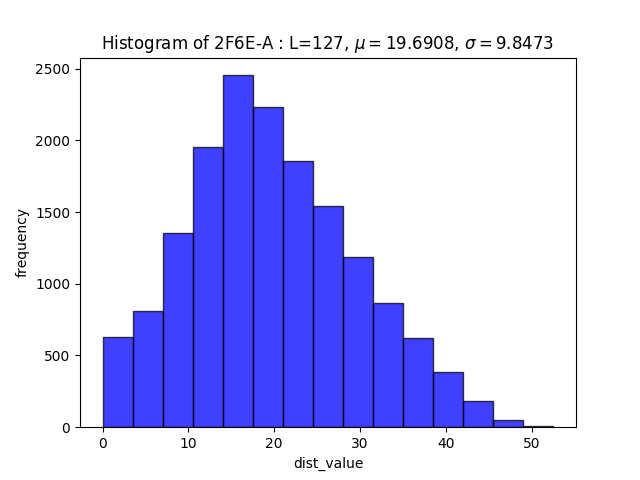 Histogram of 2F6E-A : L=127, μ = 19.6908, σ = 9.8473
2500
2000
1500
1000
500
0
frequency
0 10 20 30 40 50
dist_value